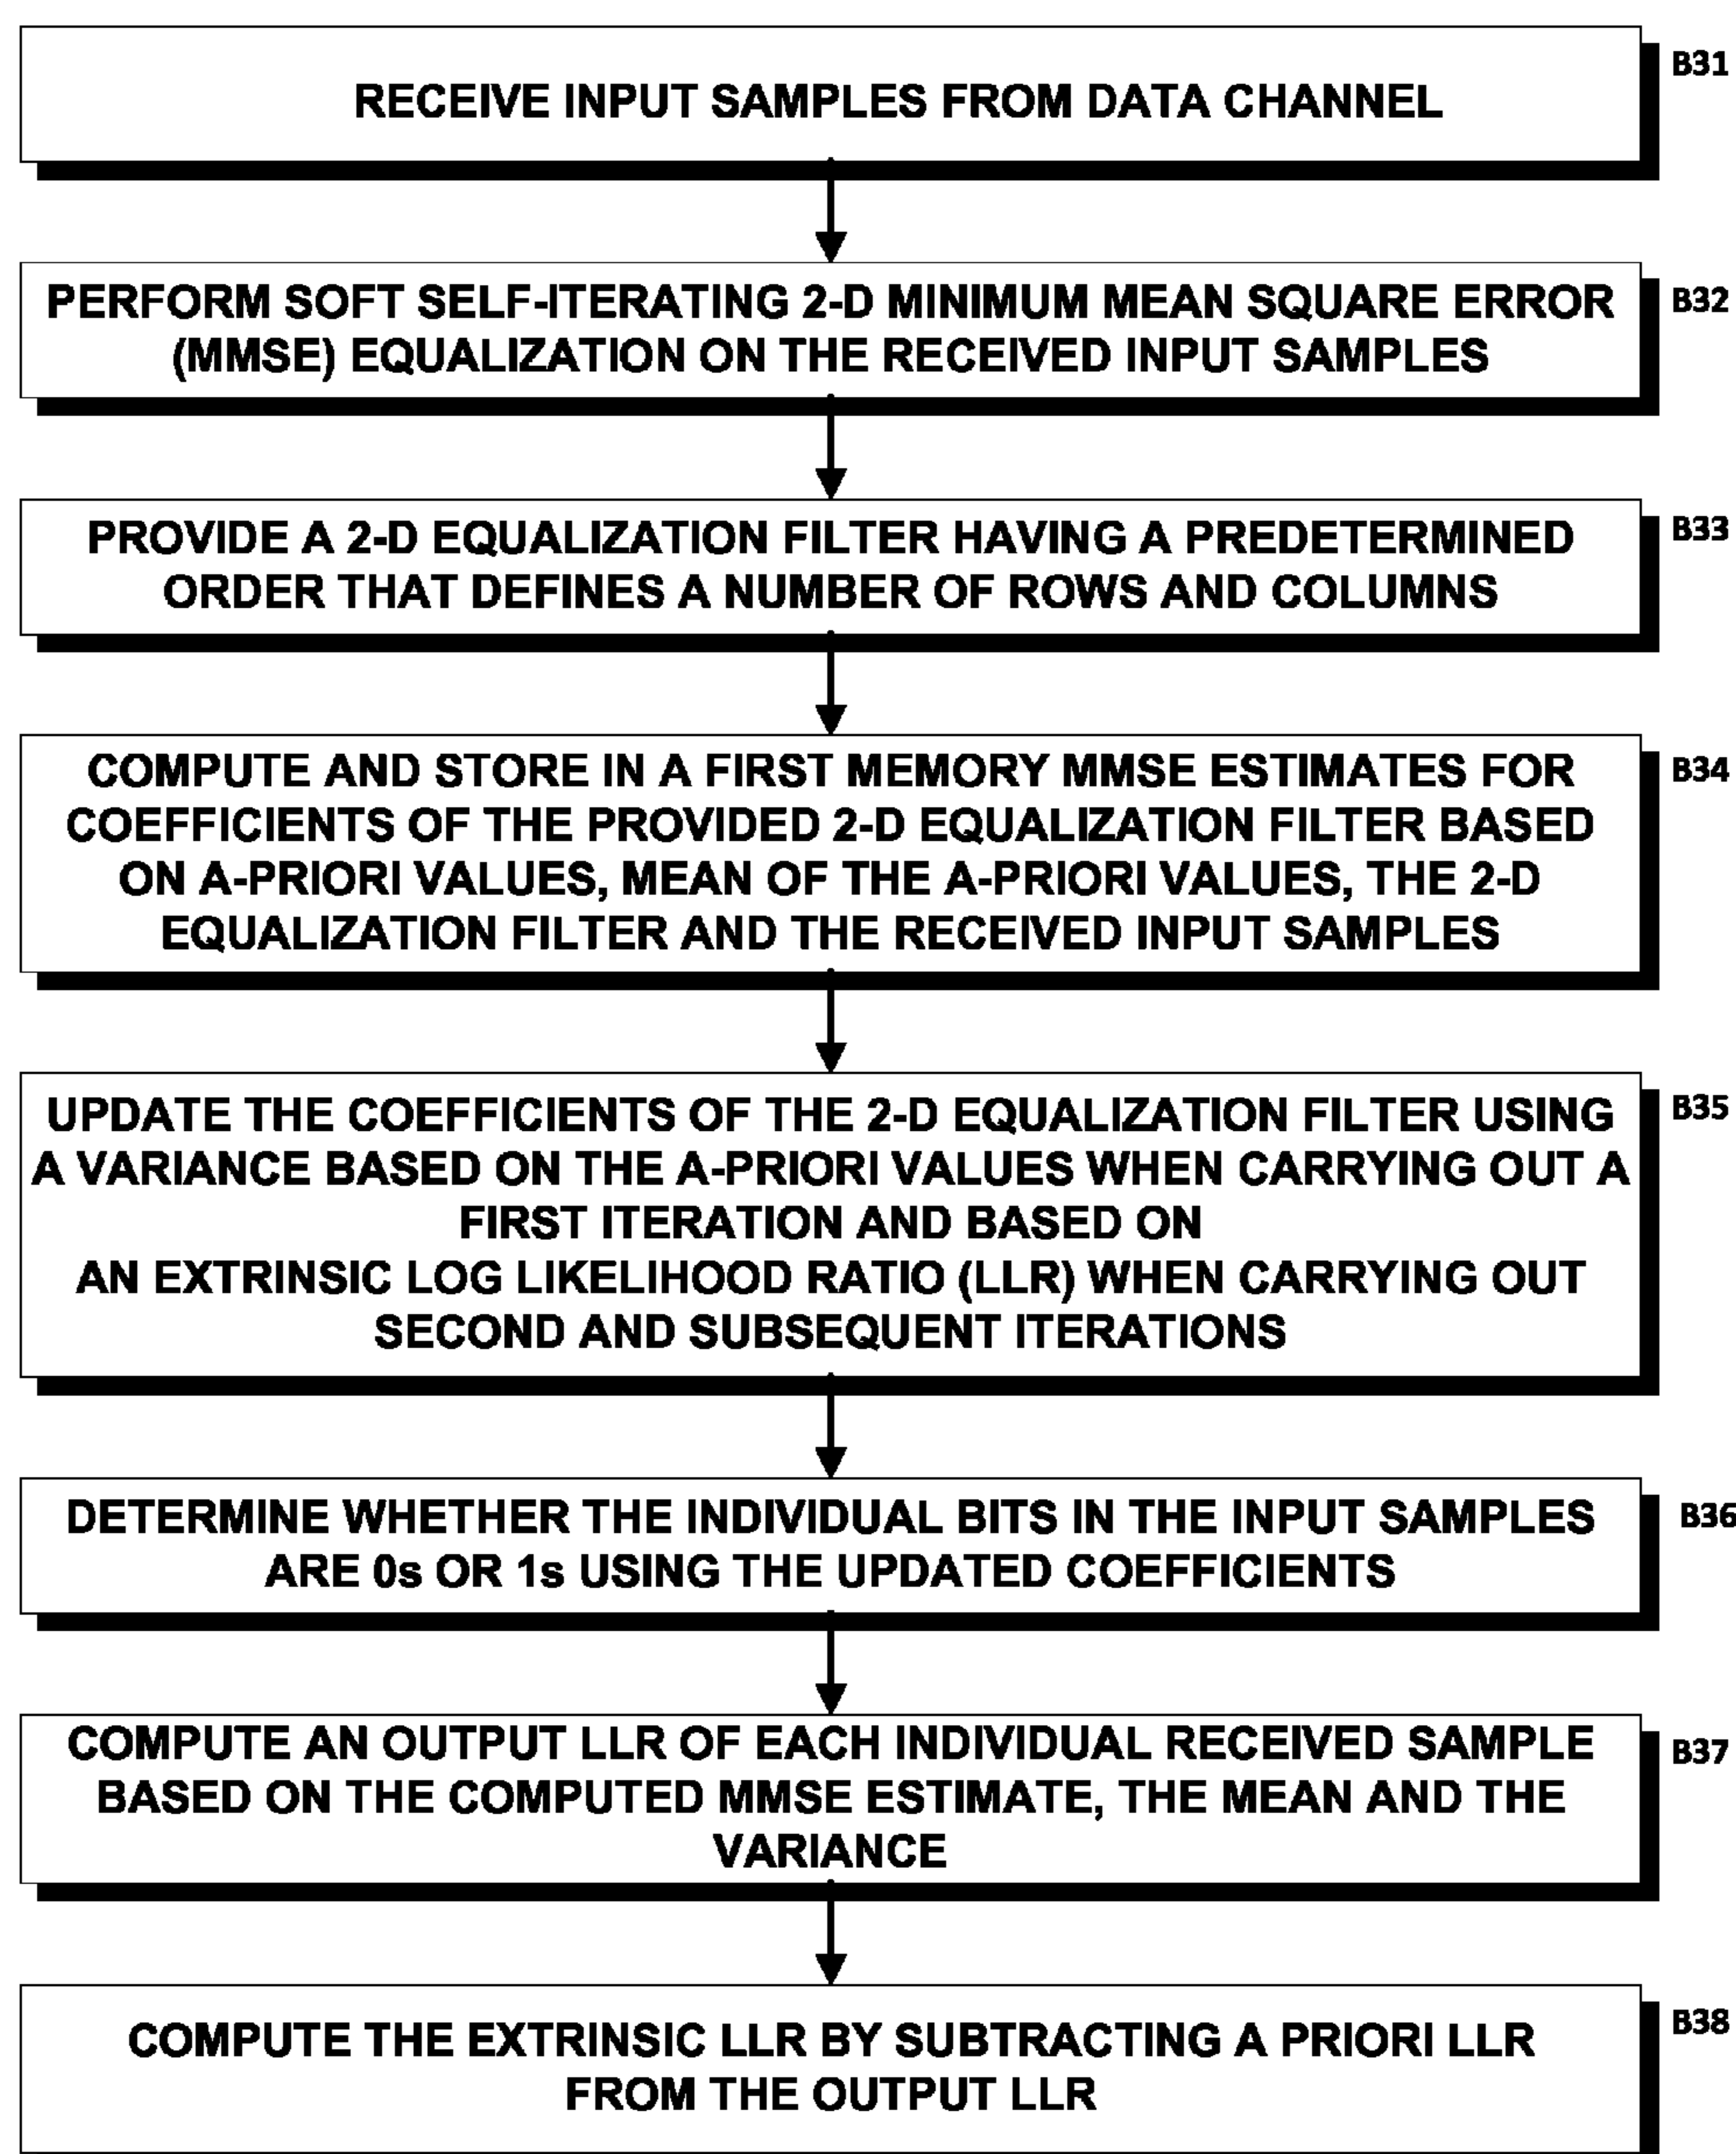 RECEIVE INPUT SAMPLES FROM DATA CHANNEL
B31
PERFORM SOFT SELF-ITERATING 2-D MINIMUM MEAN SQUARE ERROR
(MMSE) EQUALIZATION ON THE RECEIVED INPUT SAMPLES
B32
PROVIDE A 2-D EQUALIZATION FILTER HAVING A PREDETERMINED
ORDER THAT DEFINES A NUMBER OF ROWS AND COLUMNS
B33
COMPUTE AND STORE IN A FIRST MEMORY MMSE ESTIMATES FOR
COEFFICIENTS OF THE PROVIDED 2-D EQUALIZATION FILTER BASED
ON A-PRIORI VALUES, MEAN OF THE A-PRIORI VALUES, THE 2-D
EQUALIZATION FILTER AND THE RECEIVED INPUT SAMPLES
B34
UPDATE THE COEFFICIENTS OF THE 2-D EQUALIZATION FILTER USING
A VARIANCE BASED ON THE A-PRIORI VALUES WHEN CARRYING OUT A
FIRST ITERATION AND BASED ON
AN EXTRINSIC LOG LIKELIHOOD RATIO (LLR) WHEN CARRYING OUT
SECOND AND SUBSEQUENT ITERATIONS
B35
DETERMINE WHETHER THE INDIVIDUAL BITS IN THE INPUT SAMPLES
ARE 0s OR 1s USING THE UPDATED COEFFICIENTS
B36
COMPUTE AN OUTPUT LLR OF EACH INDIVIDUAL RECEIVED SAMPLE
BASED ON THE COMPUTED MMSE ESTIMATE, THE MEAN AND THE
VARIANCE
B37
COMPUTE THE EXTRINSIC LLR BY SUBTRACTING A PRIORI LLR
FROM THE OUTPUT LLR
B38